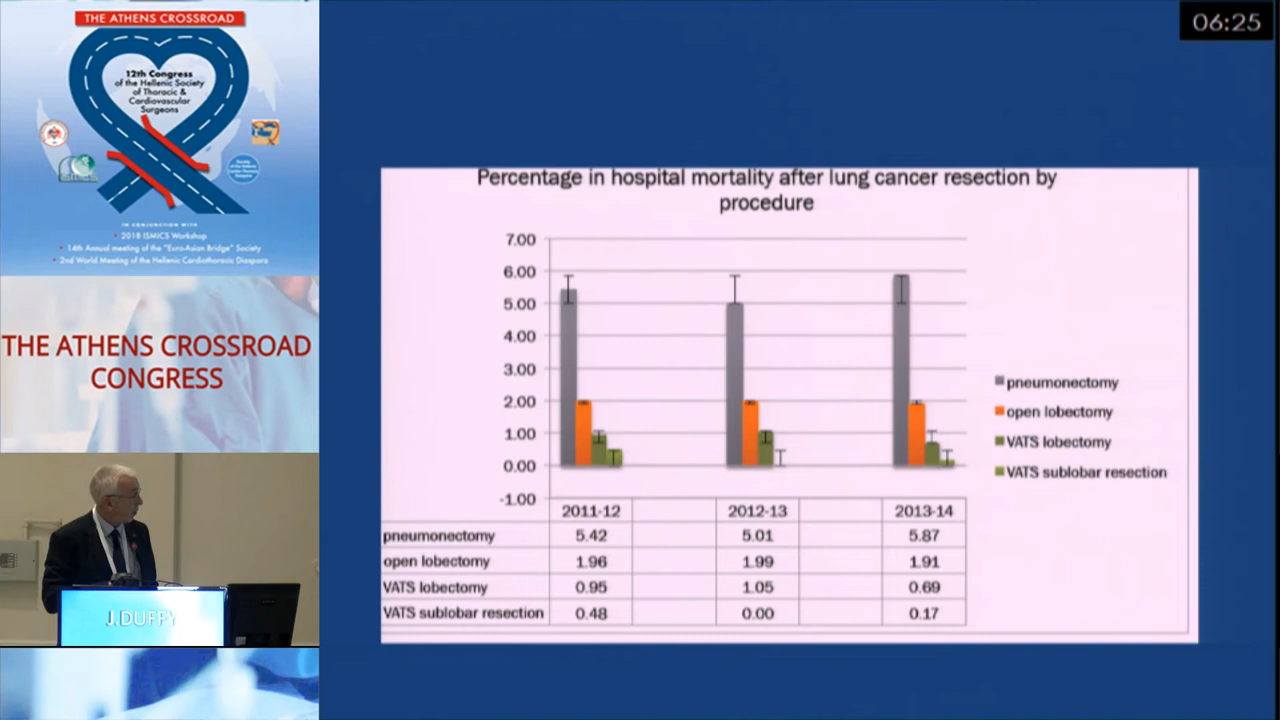 THE ATHENS CROSSROAD
12th Congress
of the Hellenic Society
of Thoracic &
Cardiovascular
Surgeons
IN CONJUNCTION WITH
• 2018 ISMICS Workshop
• 14th Annual meeting of the "Euro-Asian Bridge" Society
• 2nd World Meeting of the Hellenic Cardiothoracic Diaspora
THE ATHENS CROSSROAD
CONGRESS
J.DUFFY
06:25
Percentage in hospital mortality after lung cancer resection by
procedure
7.00
6.00
5.00
4.00
3.00
2.00
1.00
0.00
-1.00
pneumonectomy
open lobectomy
VATS lobectomy
VATS sublobar resection
2011-12 2012-13 2013-14
pneumonectomy 5.42 5.01 5.87
open lobectomy 1.96 1.99 1.91
VATS lobectomy 0.95 1.05 0.69
VATS sublobar resection 0.48 0.00 0.17